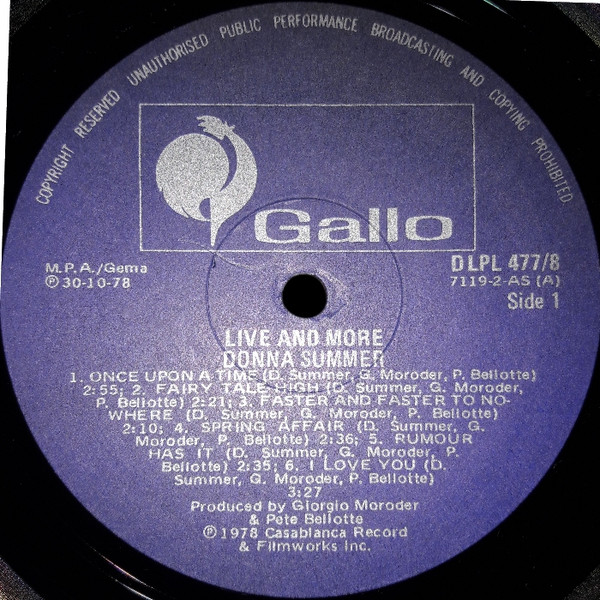 COPYRIGHT RESERVED UNAUTHORISED PUBLIC PERFORMANCE BROADCASTING AND COPYING PROHIBITED
Gallo
M.P.A./Gema
℗ 30-10-78
DLPL 477/8
7119-2-AS (A)
Side 1
LIVE AND MORE
DONNA SUMMER
1. ONCE UPON A TIME (D. Summer, G. Moroder, P. Bellotte)
2:55; 2. FAIRY TALE HIGH (D. Summer, G. Moroder,
P. Bellotte) 2:21; 3. FASTER AND FASTER TO NO-
WHERE (D. Summer, G. Moroder, P. Bellotte)
2:10; 4. SPRING AFFAIR (D. Summer, G.
Moroder, P. Bellotte) 2:36; 5. RUMOUR
HAS IT (D. Summer, G. Moroder, P.
Bellotte) 2:35; 6. I LOVE YOU (D.
Summer, G. Moroder, P. Bellotte)
3:27
Produced by Giorgio Moroder
& Pete Bellotte
℗ 1978 Casablanca Record
& Filmworks Inc.